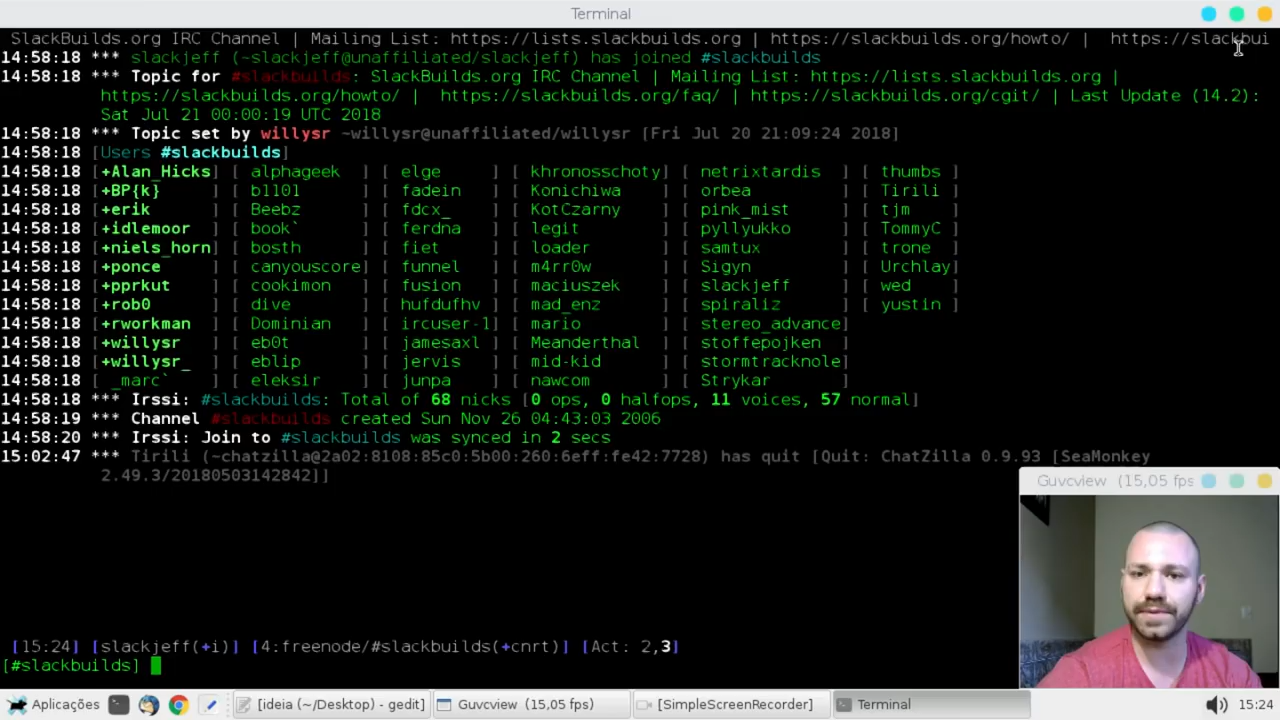 Terminal
SlackBuilds.org IRC Channel | Mailing List: https://lists.slackbuilds.org | https://slackbuilds.org/howto/ |  https://slackbui
14:58:18 *** slackjeff (~slackjeff@unaffiliated/slackjeff) has joined #slackbuilds
14:58:18 *** Topic for #slackbuilds: SlackBuilds.org IRC Channel | Mailing List: https://lists.slackbuilds.org |
https://slackbuilds.org/howto/ |  https://slackbuilds.org/faq/ | https://slackbuilds.org/cgit/ | Last Update (14.2):
Sat Jul 21 00:00:19 UTC 2018
14:58:18 *** Topic set by willysr ~willysr@unaffiliated/willysr [Fri Jul 20 21:09:24 2018]
14:58:18 [Users #slackbuilds]
14:58:18 [+Alan_Hicks] [ alphageek  ] [ elge     ] [ khronosschoty] [ netrixtardis  ] [ thumbs ]
14:58:18 [+BP{k}     ] [ b1101      ] [ fadein   ] [ Konichiwa    ] [ orbea         ] [ Tirili ]
14:58:18 [+erik      ] [ Beebz      ] [ fdcx_    ] [ KotCzarny    ] [ pink_mist     ] [ tjm    ]
14:58:18 [+idlemoor  ] [ book`      ] [ ferdna   ] [ legit        ] [ pyllyukko     ] [ TommyC ]
14:58:18 [+niels_horn] [ bosth      ] [ fiet     ] [ loader       ] [ samtux        ] [ trone  ]
14:58:18 [+ponce     ] [ canyouscore] [ funnel   ] [ m4rr0w       ] [ Sigyn         ] [ Urchlay]
14:58:18 [+pprkut    ] [ cookimon   ] [ fusion   ] [ maciuszek    ] [ slackjeff     ] [ wed    ]
14:58:18 [+rob0      ] [ dive       ] [ hufdufhv ] [ mad_enz      ] [ spiraliz      ] [ yustin ]
14:58:18 [+rworkman  ] [ Dominian   ] [ ircuser-1] [ mario        ] [ stereo_advance]
14:58:18 [+willysr   ] [ eb0t       ] [ jamesaxl ] [ Meanderthal  ] [ stoffepojken  ]
14:58:18 [+willysr_  ] [ eblip      ] [ jervis   ] [ mid-kid      ] [ stormtracknole]
14:58:18 [ _marc`    ] [ eleksir    ] [ junpa    ] [ nawcom       ] [ Strykar       ]
14:58:18 *** Irssi: #slackbuilds: Total of 68 nicks [0 ops, 0 halfops, 11 voices, 57 normal]
14:58:19 *** Channel #slackbuilds created Sun Nov 26 04:43:03 2006
14:58:20 *** Irssi: Join to #slackbuilds was synced in 2 secs
15:02:47 *** Tirili (~chatzilla@2a02:8108:85c0:5b00:260:6eff:fe42:7728) has quit [Quit: ChatZilla 0.9.93 [SeaMonkey
2.49.3/20180503142842]]
Guvcview  (15,05 fps
[15:24] [slackjeff(+i)] [4:freenode/#slackbuilds(+cnrt)] [Act: 2,3]
[#slackbuilds]
Aplicações [ideia (~/Desktop) - gedit] Guvcview  (15,05 fps) [SimpleScreenRecorder] Terminal 15:24